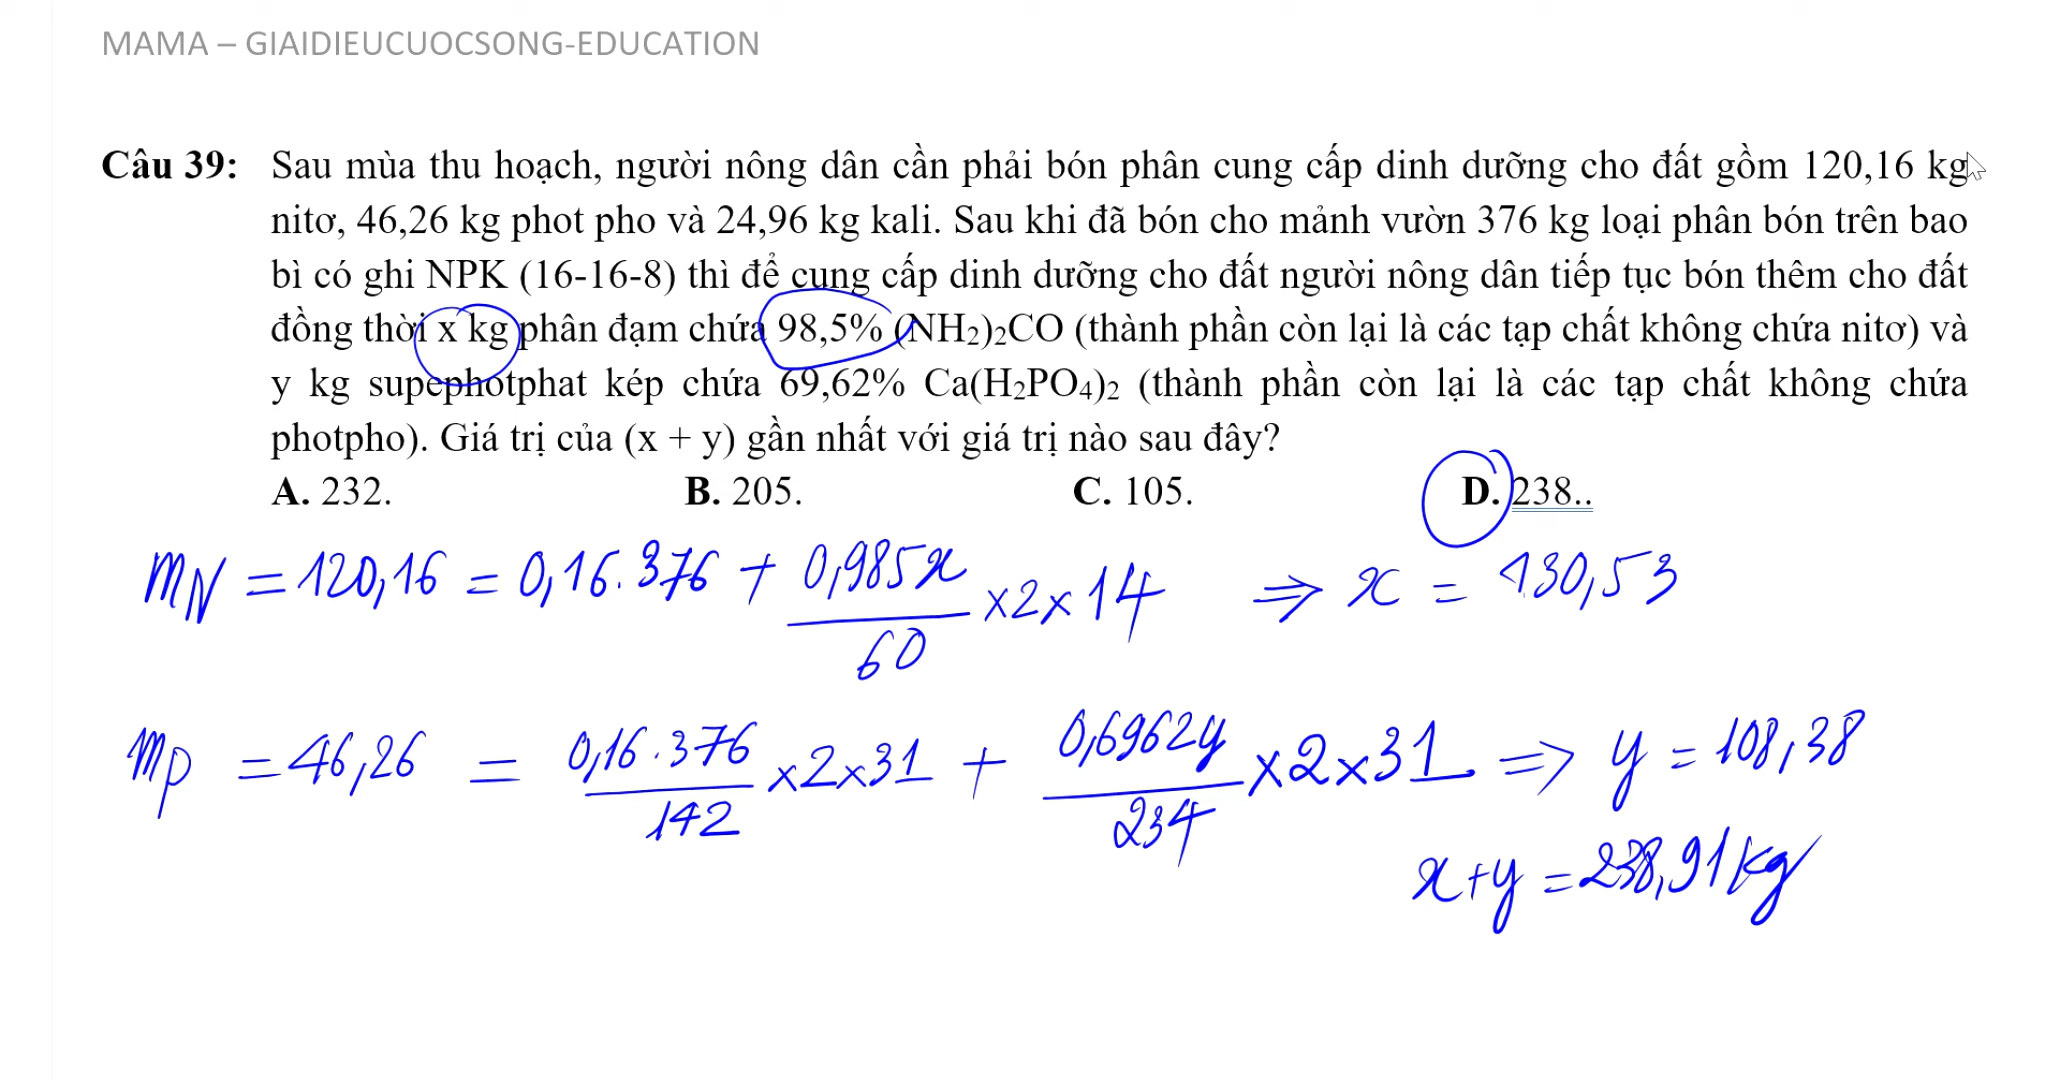 MAMA – GIAIDIEUCUOCSONG-EDUCATION
Câu 39: Sau mùa thu hoạch, người nông dân cần phải bón phân cung cấp dinh dưỡng cho đất gồm 120,16 kg
nitơ, 46,26 kg phot pho và 24,96 kg kali. Sau khi đã bón cho mảnh vườn 376 kg loại phân bón trên bao
bì có ghi NPK (16-16-8) thì để cung cấp dinh dưỡng cho đất người nông dân tiếp tục bón thêm cho đất
đồng thời x kg phân đạm chứa 98,5% (NH₂)₂CO (thành phần còn lại là các tạp chất không chứa nitơ) và
y kg supephotphat kép chứa 69,62% Ca(H₂PO₄)₂ (thành phần còn lại là các tạp chất không chứa
photpho). Giá trị của (x + y) gần nhất với giá trị nào sau đây?
A. 232. B. 205. C. 105. D. 238..
mN = 120,16 = 0,16.376 + 0,985x/60 ×2×14 ⇒ x = 130,53
mP = 46,26 = 0,16.376/142 ×2×31 + 0,6962y/234 ×2×31 ⇒ y = 108,38
x+y = 238,91kg